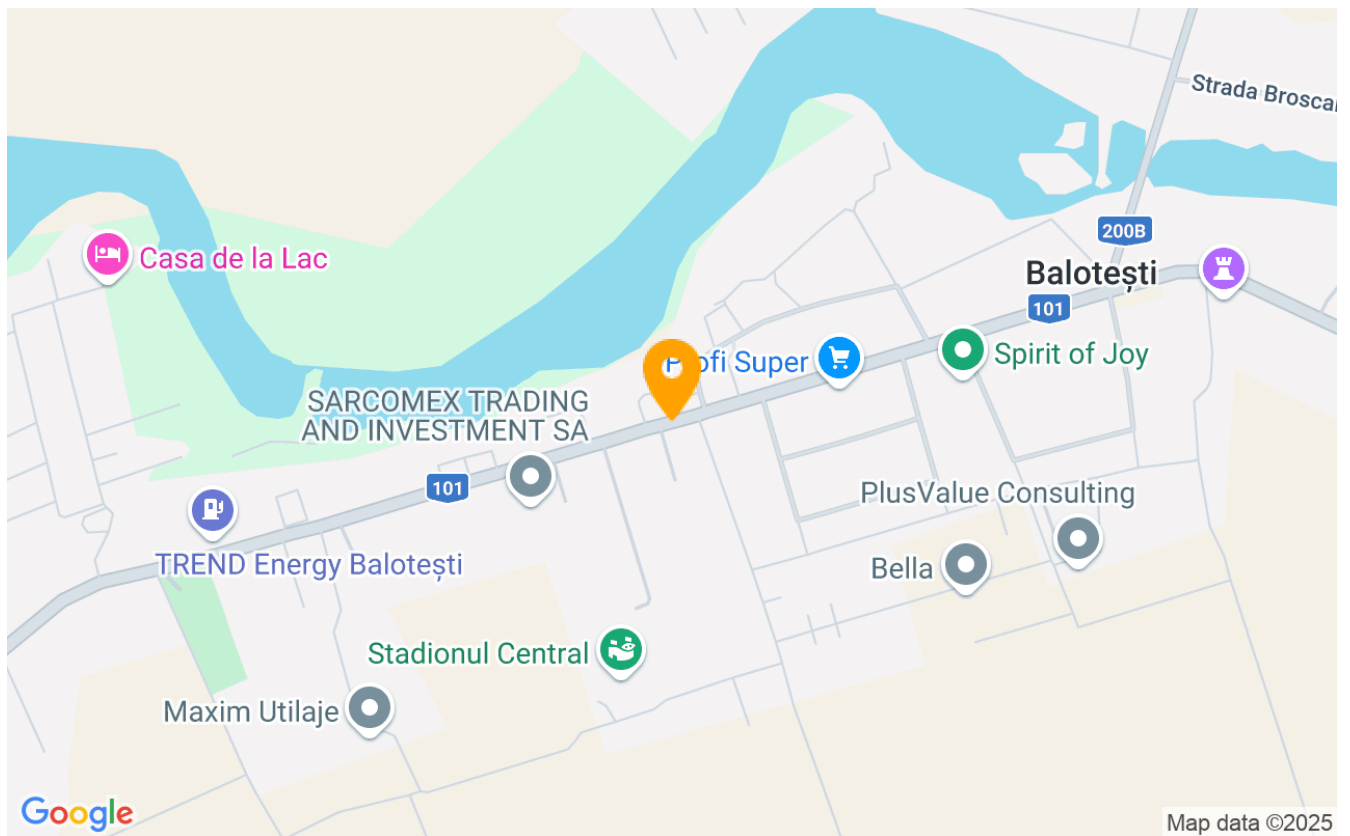 Strada Brosca
200B
Casa de la Lac
Balotești
101
Profi Super
Spirit of Joy
SARCOMEX TRADING
AND INVESTMENT SA
101
PlusValue Consulting
TREND Energy Balotești
Bella
Stadionul Central
Maxim Utilaje
Google
Map data ©2025